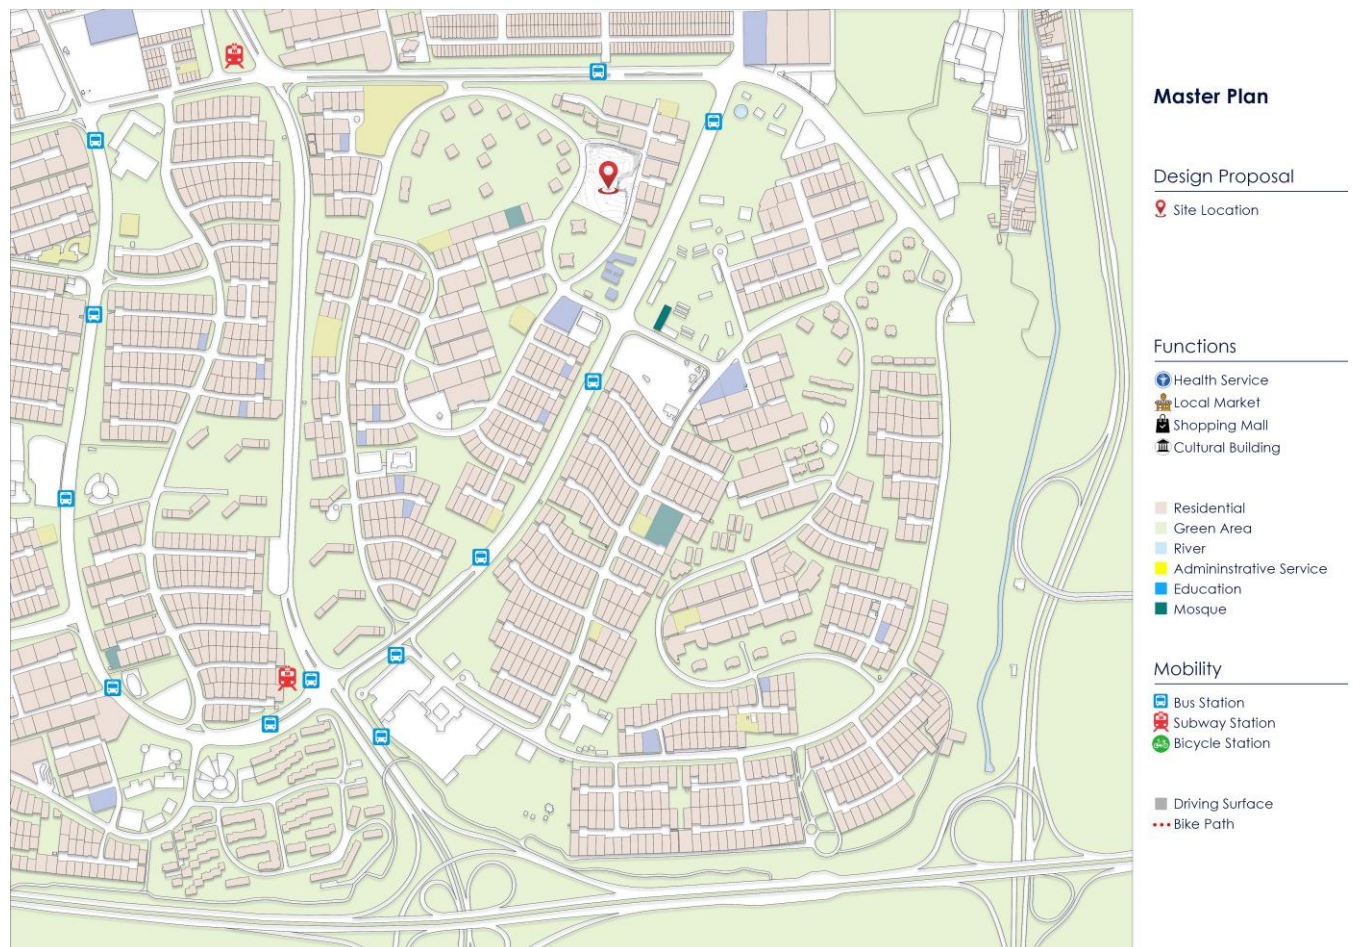 Master Plan
Design Proposal
Site Location
Functions
Health Service
Local Market
Shopping Mall
Cultural Building
Residential
Green Area
River
Admininstrative Service
Education
Mosque
Mobility
Bus Station
Subway Station
Bicycle Station
Driving Surface
Bike Path